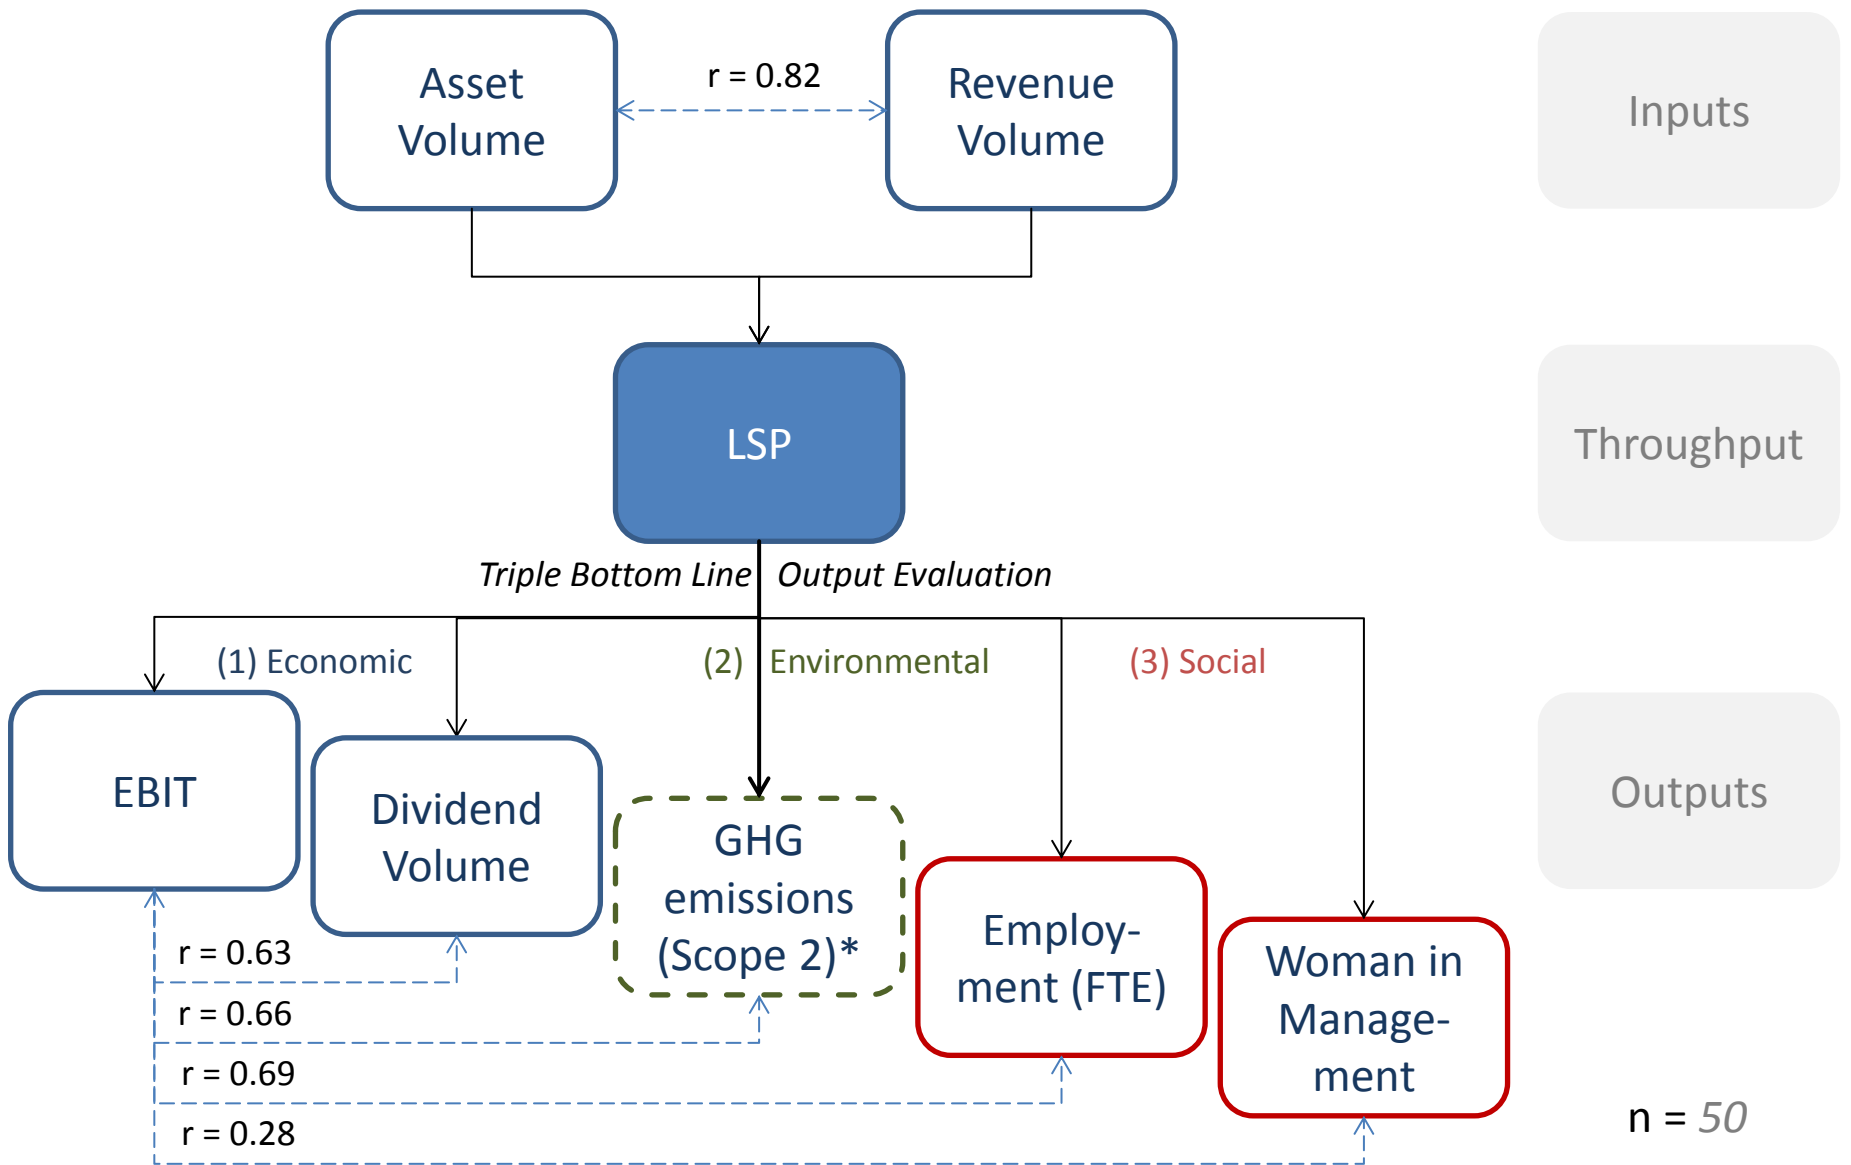 Asset
Volume
r = 0.82
Revenue
Volume
Inputs
LSP
Throughput
Triple Bottom Line
Output Evaluation
(1) Economic
(2) Environmental
(3) Social
EBIT
Dividend
Volume
GHG
emissions
(Scope 2)*
Employ-
ment (FTE)
Woman in
Manage-
ment
Outputs
r = 0.63
r = 0.66
r = 0.69
r = 0.28
n = 50